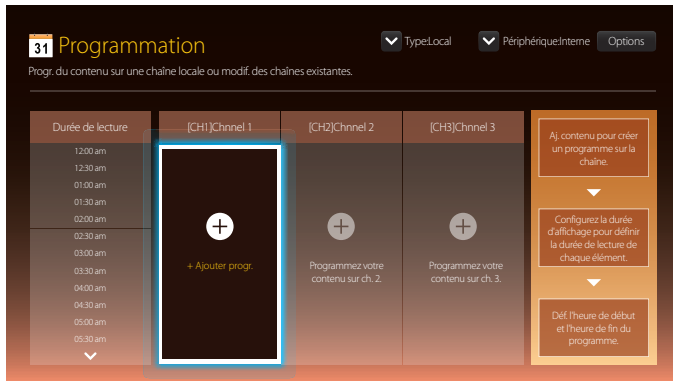 31 Programmation
Type:Local
Périphérique:Interne
Options
Progr. du contenu sur une chaîne locale ou modif. des chaînes existantes.
Durée de lecture
[CH1]Chnnel 1
[CH2]Chnnel 2
[CH3]Chnnel 3
12:00 am
12:30 am
01:00 am
01:30 am
02:00 am
02:30 am
03:00 am
03:30 am
04:00 am
04:30 am
05:00 am
05:30 am
+ Ajouter progr.
Programmez votre
contenu sur ch. 2.
Programmez votre
contenu sur ch. 3.
Aj. contenu pour créer
un programme sur la
chaîne.
Configurez la durée
d'affichage pour définir
la durée de lecture de
chaque élément.
Déf. l'heure de début
et l'heure de fin du
programme.